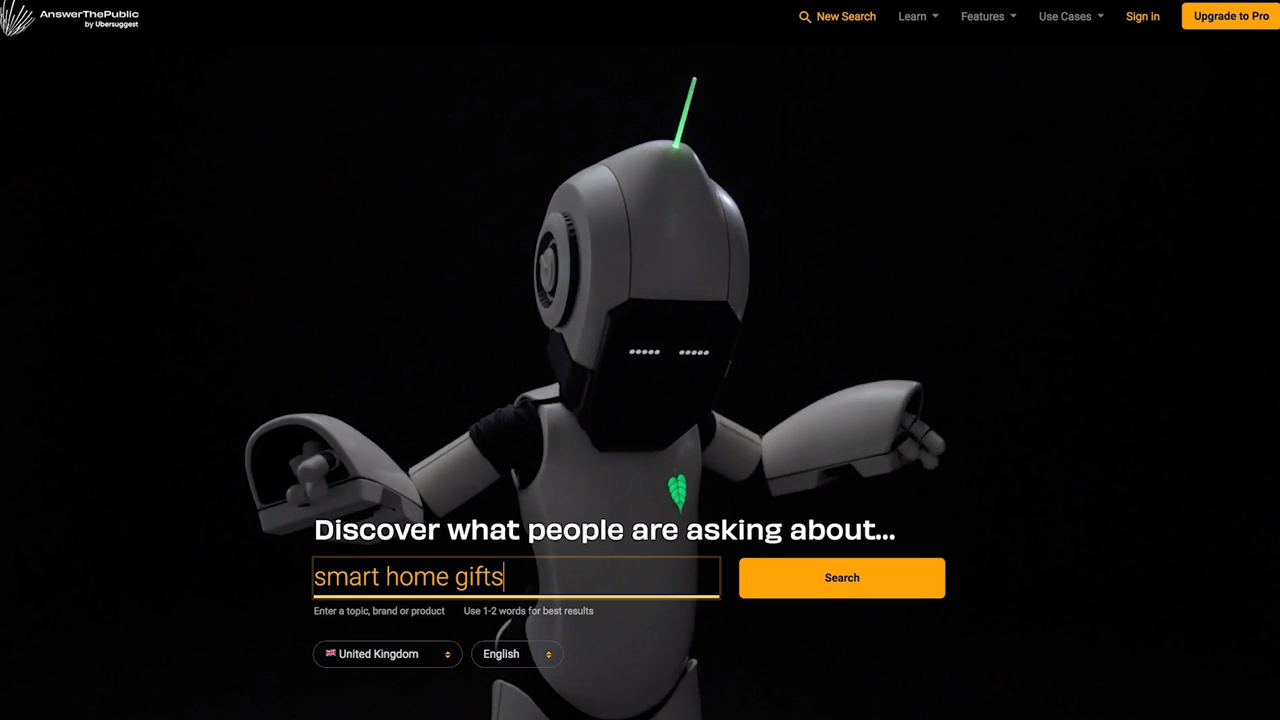 AnswerThePublic
by Ubersuggest
New Search
Learn
Features
Use Cases
Sign in
Upgrade to Pro
Discover what people are asking about...
smart home gifts
Search
Enter a topic, brand or product
Use 1-2 words for best results
United Kingdom
English